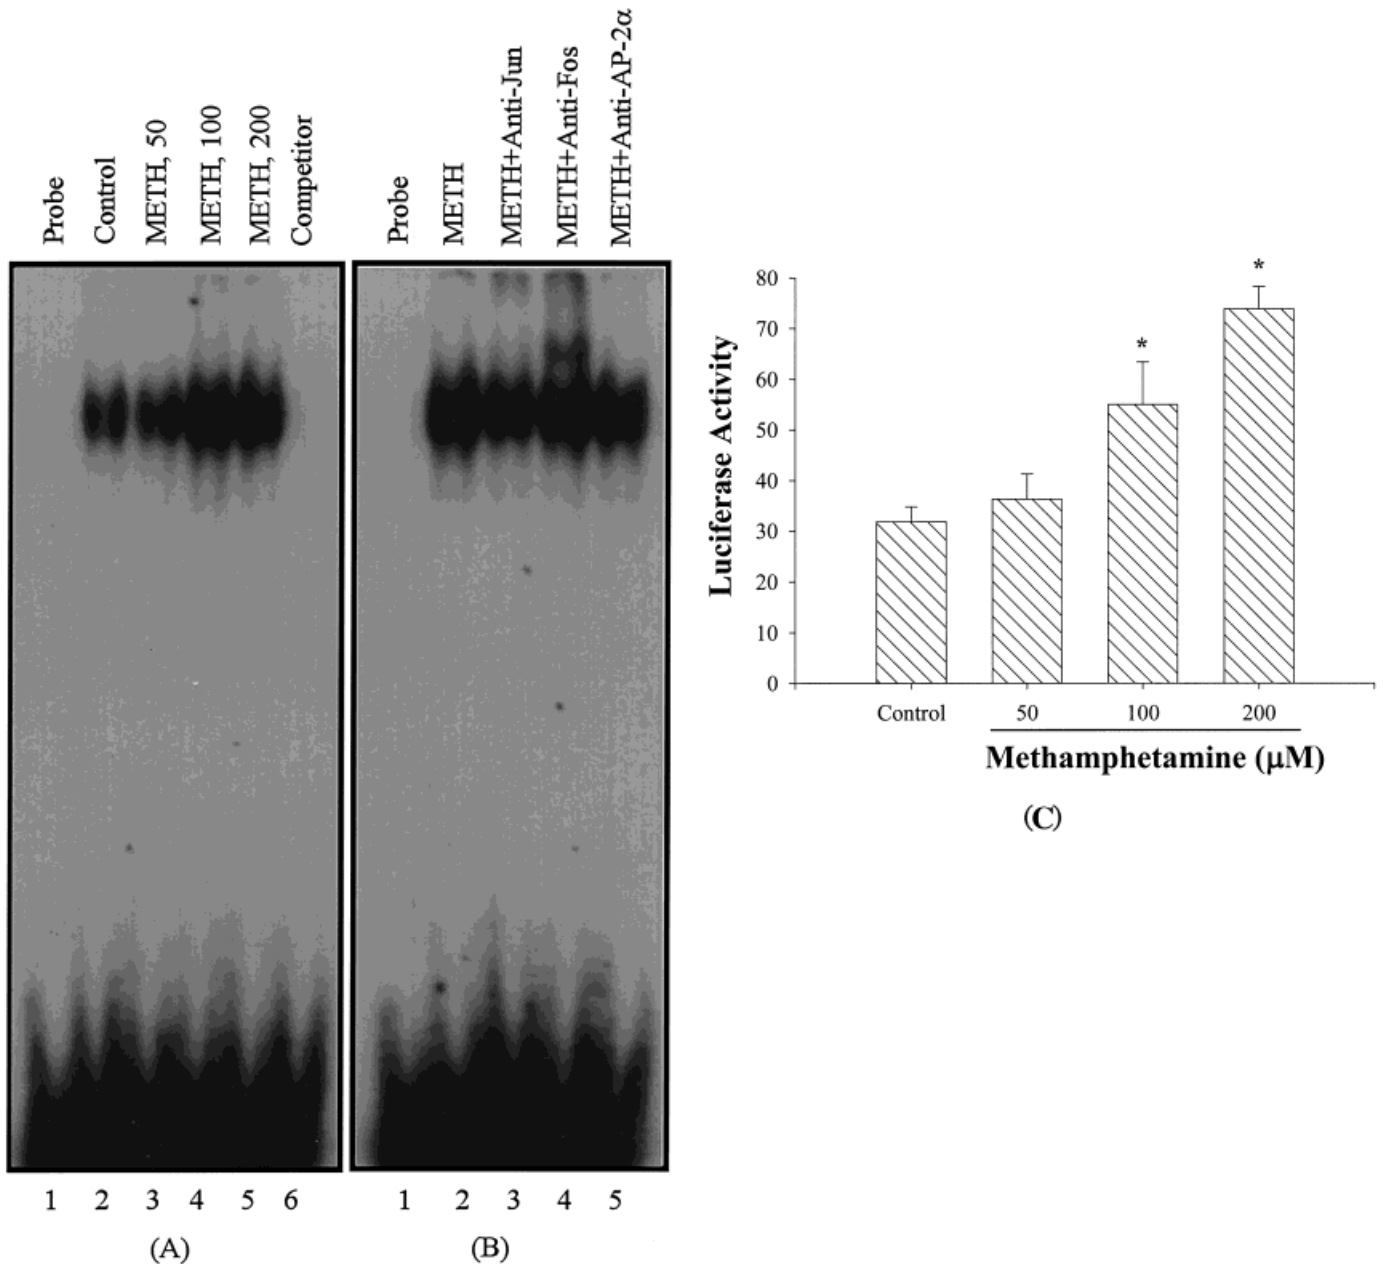 Probe
Control
METH, 50
METH, 100
METH, 200
Competitor
Probe
METH
METH+Anti-Jun
METH+Anti-Fos
METH+Anti-AP-2α
1 2 3 4 5 6
(A)
1 2 3 4 5
(B)
Luciferase Activity
80
70
60
50
40
30
20
10
0
*
*
Control 50 100 200
Methamphetamine (μM)
(C)